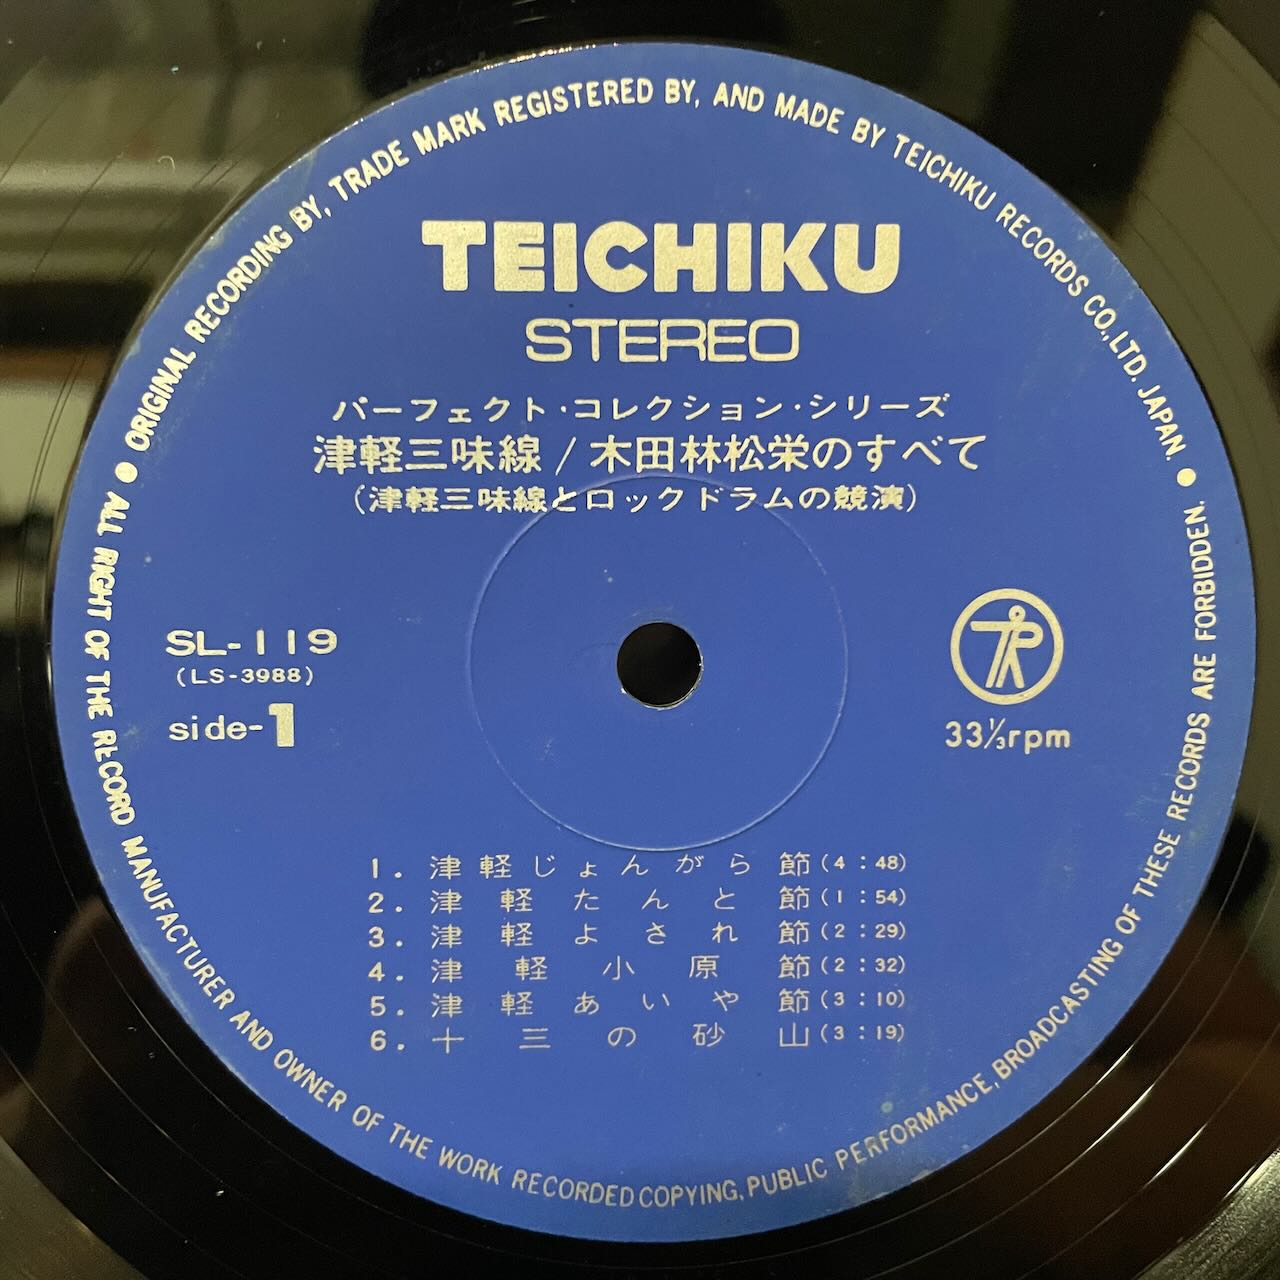 ORIGINAL RECORDING BY, TRADE MARK REGISTERED BY, AND MADE BY TEICHIKU RECORDS CO., LTD. JAPAN.
TEICHIKU
STEREO
パーフェクト・コレクション・シリーズ
津軽三味線/木田林松栄のすべて
(津軽三味線とロックドラムの競演)
SL-119
(LS-3988)
side-1
33⅓rpm
1. 津軽じょんがら節(4:48)
2. 津軽たんと節(1:54)
3. 津軽よされ節(2:29)
4. 津軽小原節(2:32)
5. 津軽あいや節(3:10)
6. 十三の砂山(3:19)
ALL RIGHT OF THE RECORD MANUFACTURER AND OWNER OF THE WORK RECORDED COPYING, PUBLIC PERFORMANCE, BROADCASTING OF THESE RECORDS ARE FORBIDDEN.